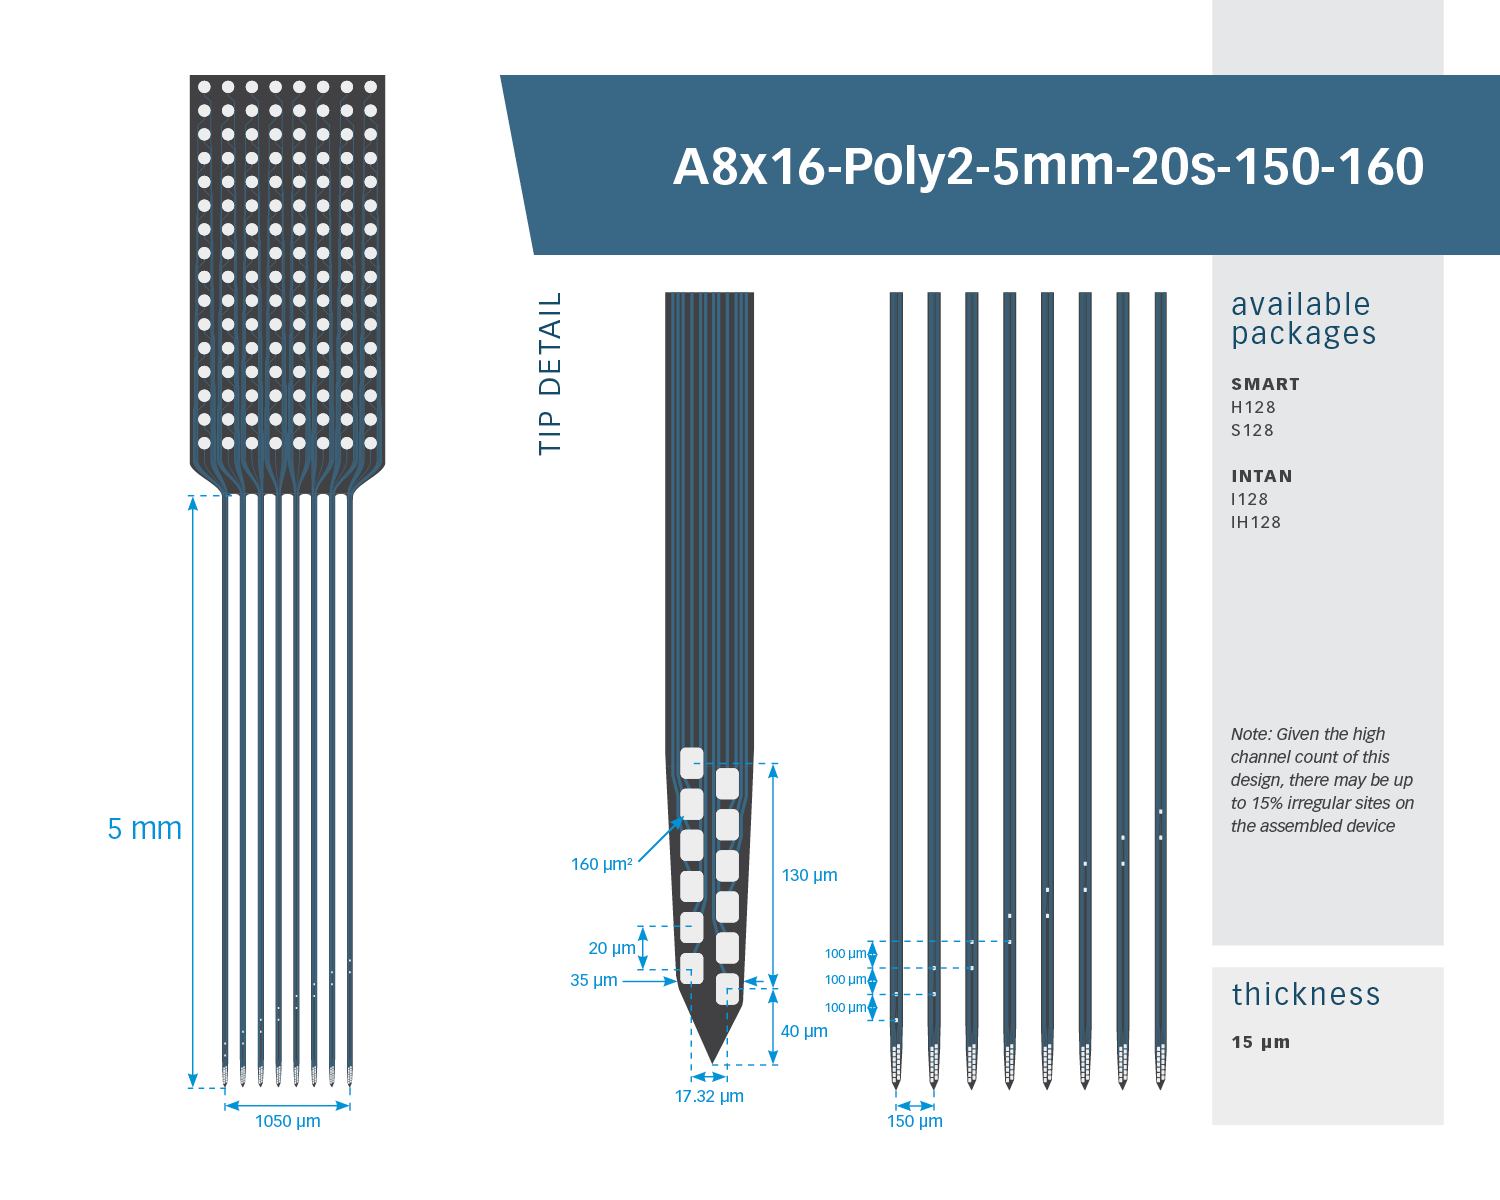 A8x16-Poly2-5mm-20s-150-160
TIP DETAIL
5 mm
1050 µm
160 µm²
20 µm
35 µm
130 µm
40 µm
17.32 µm
100 µm
100 µm
100 µm
150 µm
available
packages
SMART
H128
S128
INTAN
I128
IH128
Note: Given the high
channel count of this
design, there may be up
to 15% irregular sites on
the assembled device
thickness
15 µm